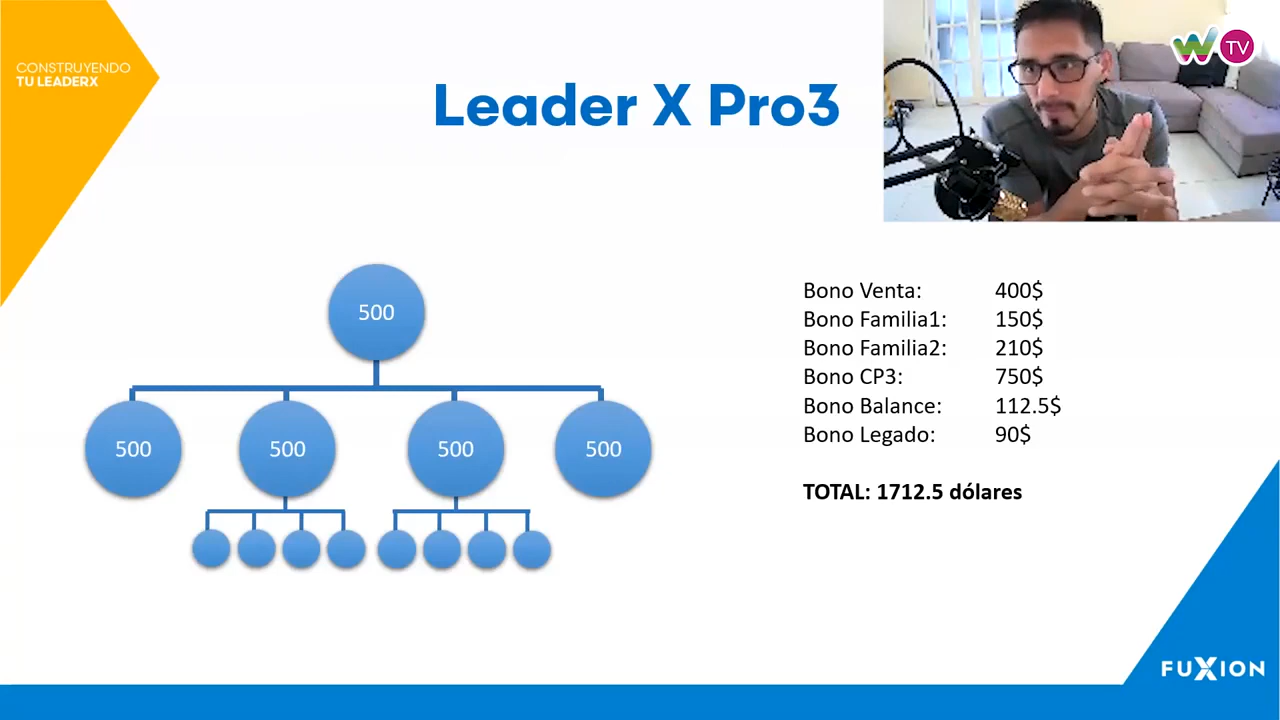 CONSTRUYENDO
TU LEADERX
Leader X Pro3
WTV
500
500
500
500
500
Bono Venta: 400$
Bono Familia1: 150$
Bono Familia2: 210$
Bono CP3: 750$
Bono Balance: 112.5$
Bono Legado: 90$
TOTAL: 1712.5 dólares
FUXION